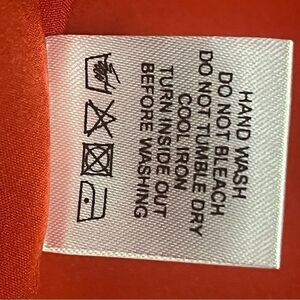 HAND WASH
DO NOT BLEACH
DO NOT TUMBLE DRY
COOL IRON
TURN INSIDE OUT
BEFORE WASHING